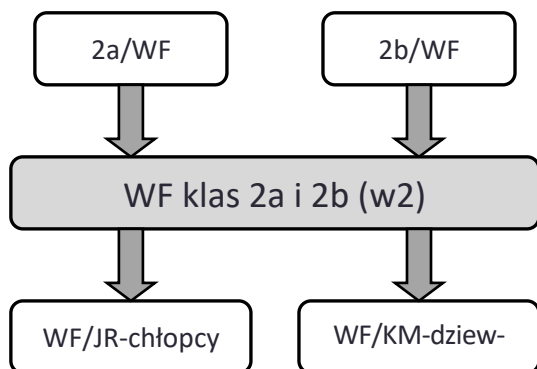 2a/WF
2b/WF
WF klas 2a i 2b (w2)
WF/JR-chłopcy
WF/KM-dziew-